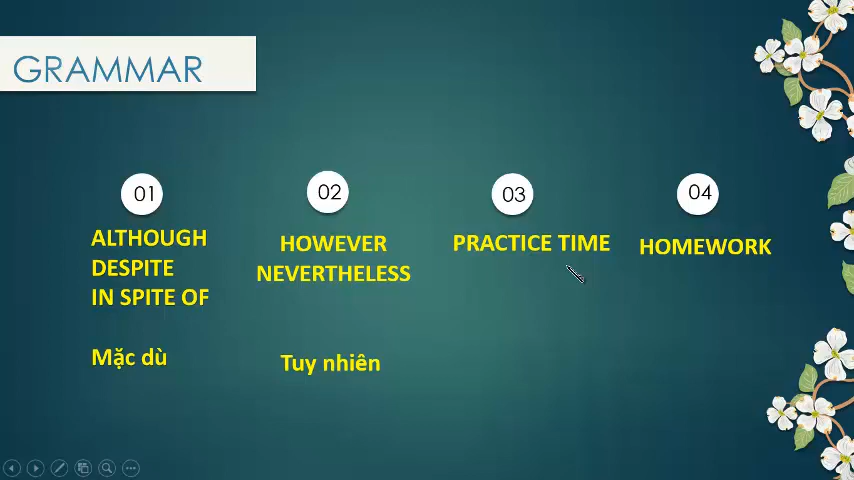 GRAMMAR
01
ALTHOUGH
DESPITE
IN SPITE OF
Mặc dù
02
HOWEVER
NEVERTHELESS
Tuy nhiên
03
PRACTICE TIME
04
HOMEWORK